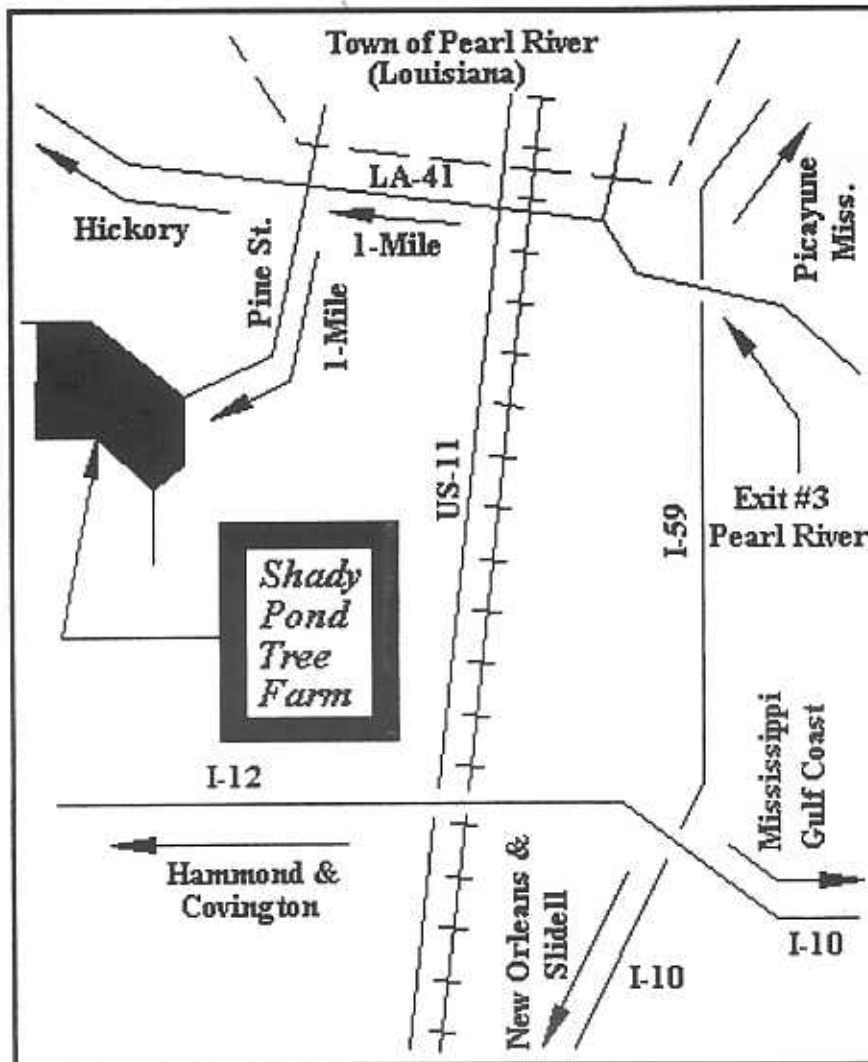 Town of Pearl River
(Louisiana)
LA-41
Hickory
1-Mile
Picayune
Miss.
Pine St.
1-Mile
US-11
I-59
Exit #3
Pearl River
Shady
Pond
Tree
Farm
I-12
Mississippi
Gulf Coast
Hammond &
Covington
New Orleans &
Slidell
I-10
I-10